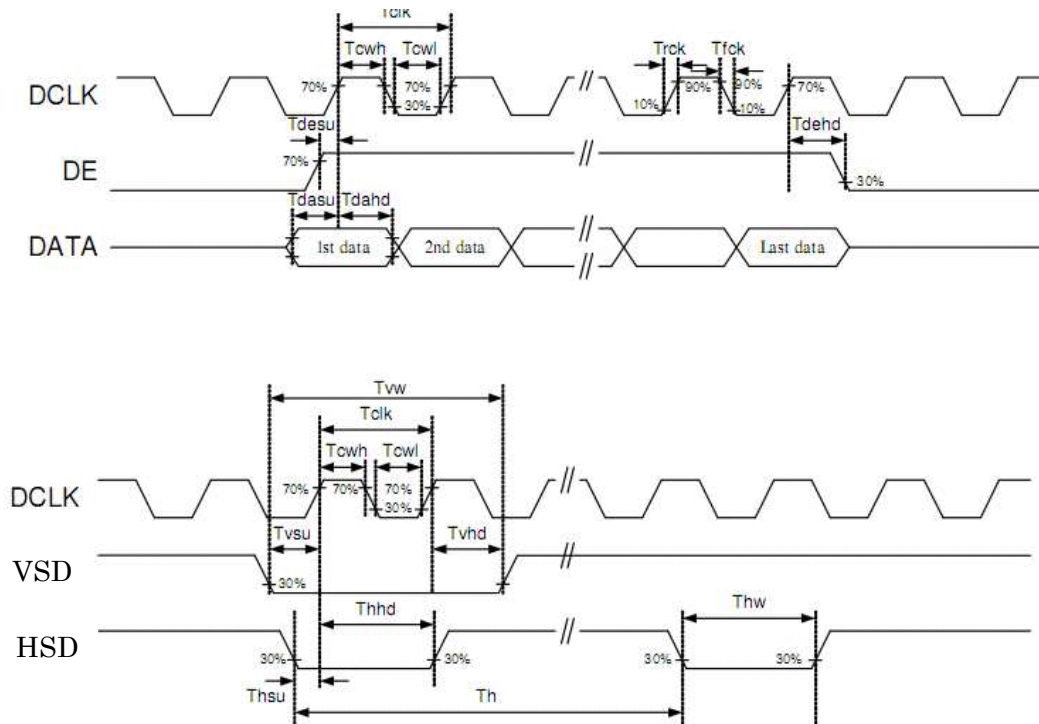 Tclk
Tcwh Tcwl Trck Tfck
DCLK 70% 70% 30% 10% 90% 90% 10% 70%
Tdesu Tdehd
DE 70% 30%
Tdasu Tdahd
DATA 1st data 2nd data Last data
//
//
//
//
Tvw
Tclk
Tcwh Tcwl
DCLK 70% 70% 70% 30% //
Tvsu Tvhd
VSD 30% //
Thhd Thw
HSD 30% 30% // 30% 30%
Thsu Th